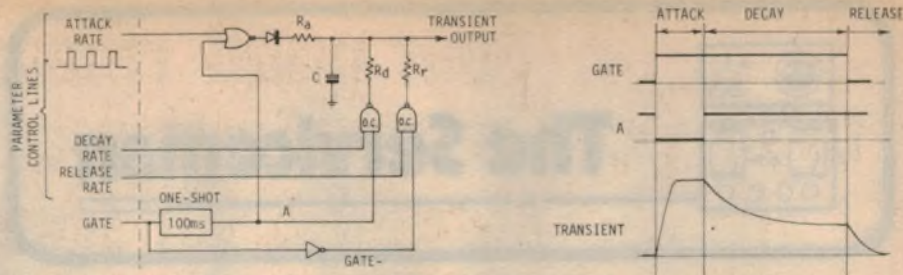 ATTACK
RATE
PARAMETER
CONTROL LINES
Ra
TRANSIENT
OUTPUT
C
Rd
Rr
O.C.
O.C.
DECAY
RATE
RELEASE
RATE
ONE-SHOT
GATE
100ms
A
GATE-
ATTACK
DECAY
RELEASE
GATE
A
TRANSIENT